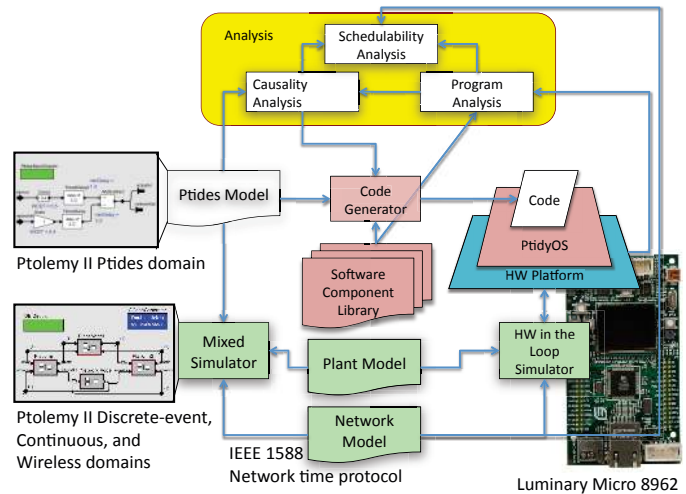 Analysis
Schedulability
Analysis
Causality
Analysis
Program
Analysis
Ptides Model
Code
Generator
Code
PtidyOS
HW Platform
Ptolemy II Ptides domain
Software
Component
Library
Mixed
Simulator
Plant Model
HW in the
Loop
Simulator
Network
Model
Ptolemy II Discrete-event,
Continuous, and
Wireless domains
IEEE 1588
Network time protocol
Luminary Micro 8962